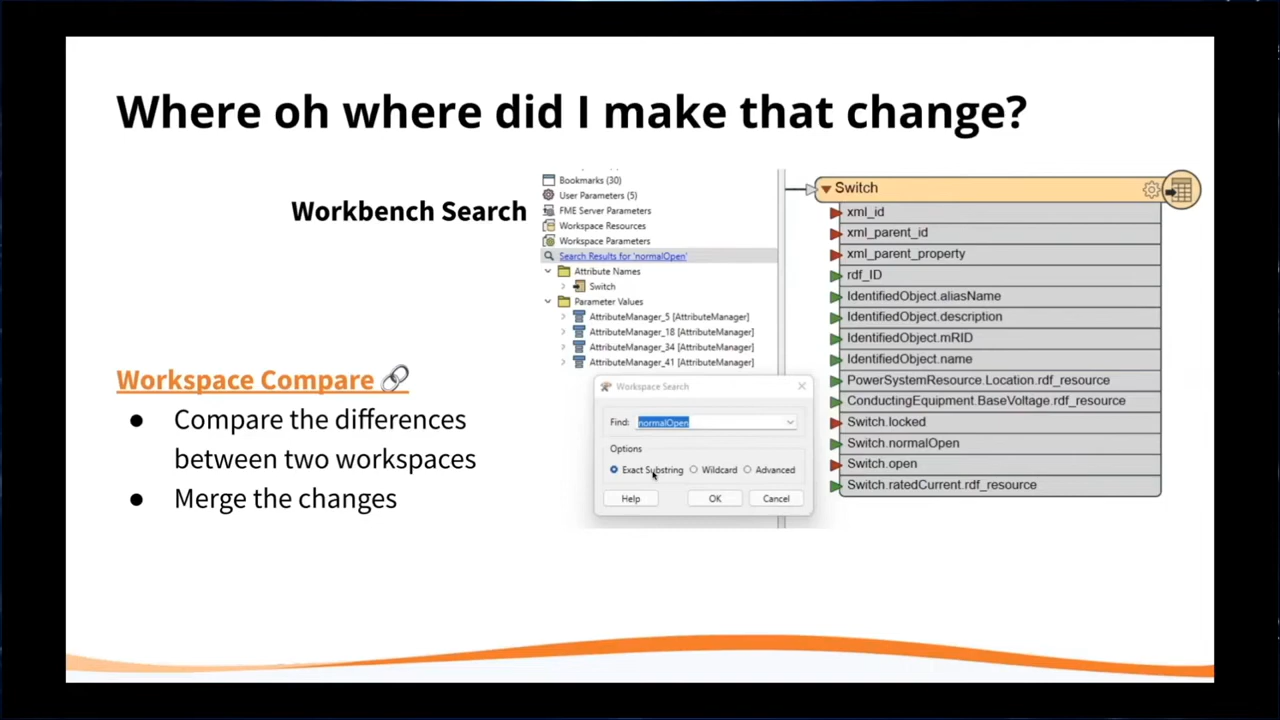 Where oh where did I make that change?
Workbench Search
Workspace Compare
● Compare the differences
between two workspaces
● Merge the changes
Bookmarks (30)
User Parameters (5)
FME Server Parameters
Workspace Resources
Workspace Parameters
Search Results for 'normalOpen'
Attribute Names
Switch
Parameter Values
AttributeManager_5 [AttributeManager]
AttributeManager_18 [AttributeManager]
AttributeManager_34 [AttributeManager]
AttributeManager_41 [AttributeManager]
Workspace Search
Find: normalOpen
Options
Exact Substring Wildcard Advanced
Help OK Cancel
Switch
xml_id
xml_parent_id
xml_parent_property
rdf_ID
IdentifiedObject.aliasName
IdentifiedObject.description
IdentifiedObject.mRID
IdentifiedObject.name
PowerSystemResource.Location.rdf_resource
ConductingEquipment.BaseVoltage.rdf_resource
Switch.locked
Switch.normalOpen
Switch.open
Switch.ratedCurrent.rdf_resource